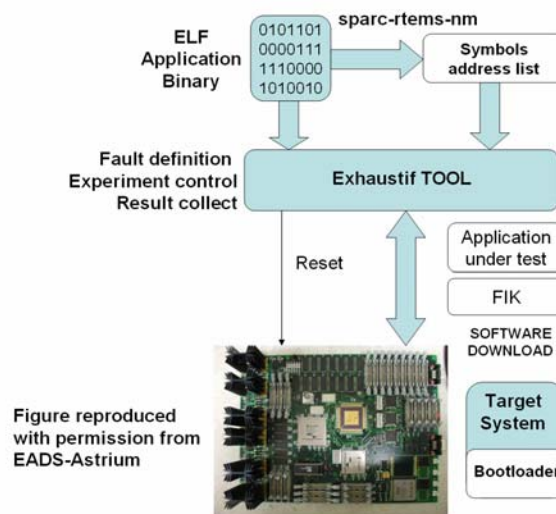 sparc-rtems-nm
ELF
Application
Binary
0101101
0000111
1110000
1010010
Symbols
address list
Fault definition
Experiment control
Result collect
Exhaustif TOOL
Reset
Application
under test
FIK
SOFTWARE
DOWNLOAD
Figure reproduced
with permission from
EADS-Astrium
Target
System
Bootloader